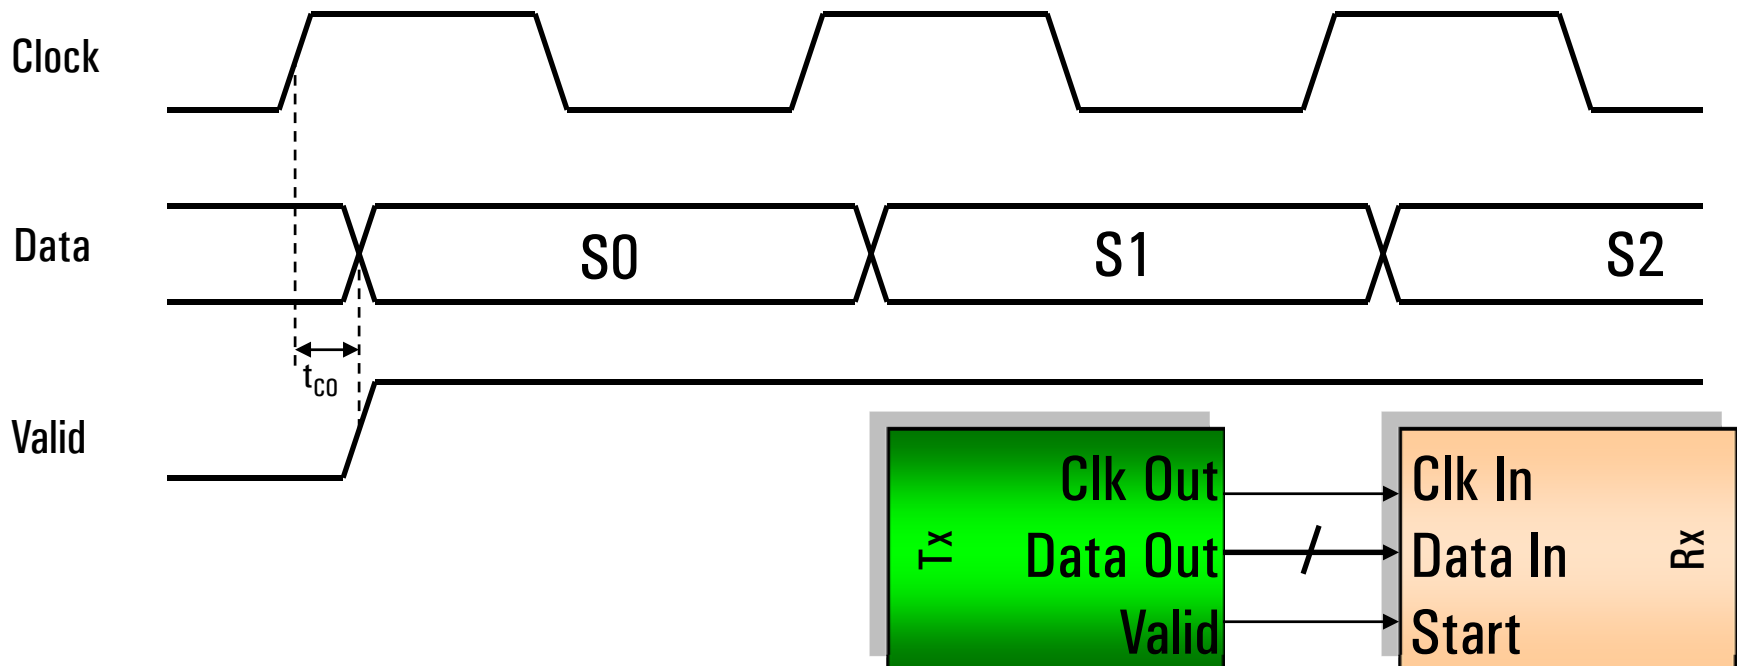 Clock
Data
S0
S1
S2
tCO
Valid
Tx
Clk Out
Data Out
Valid
Clk In
Data In
Start
Rx